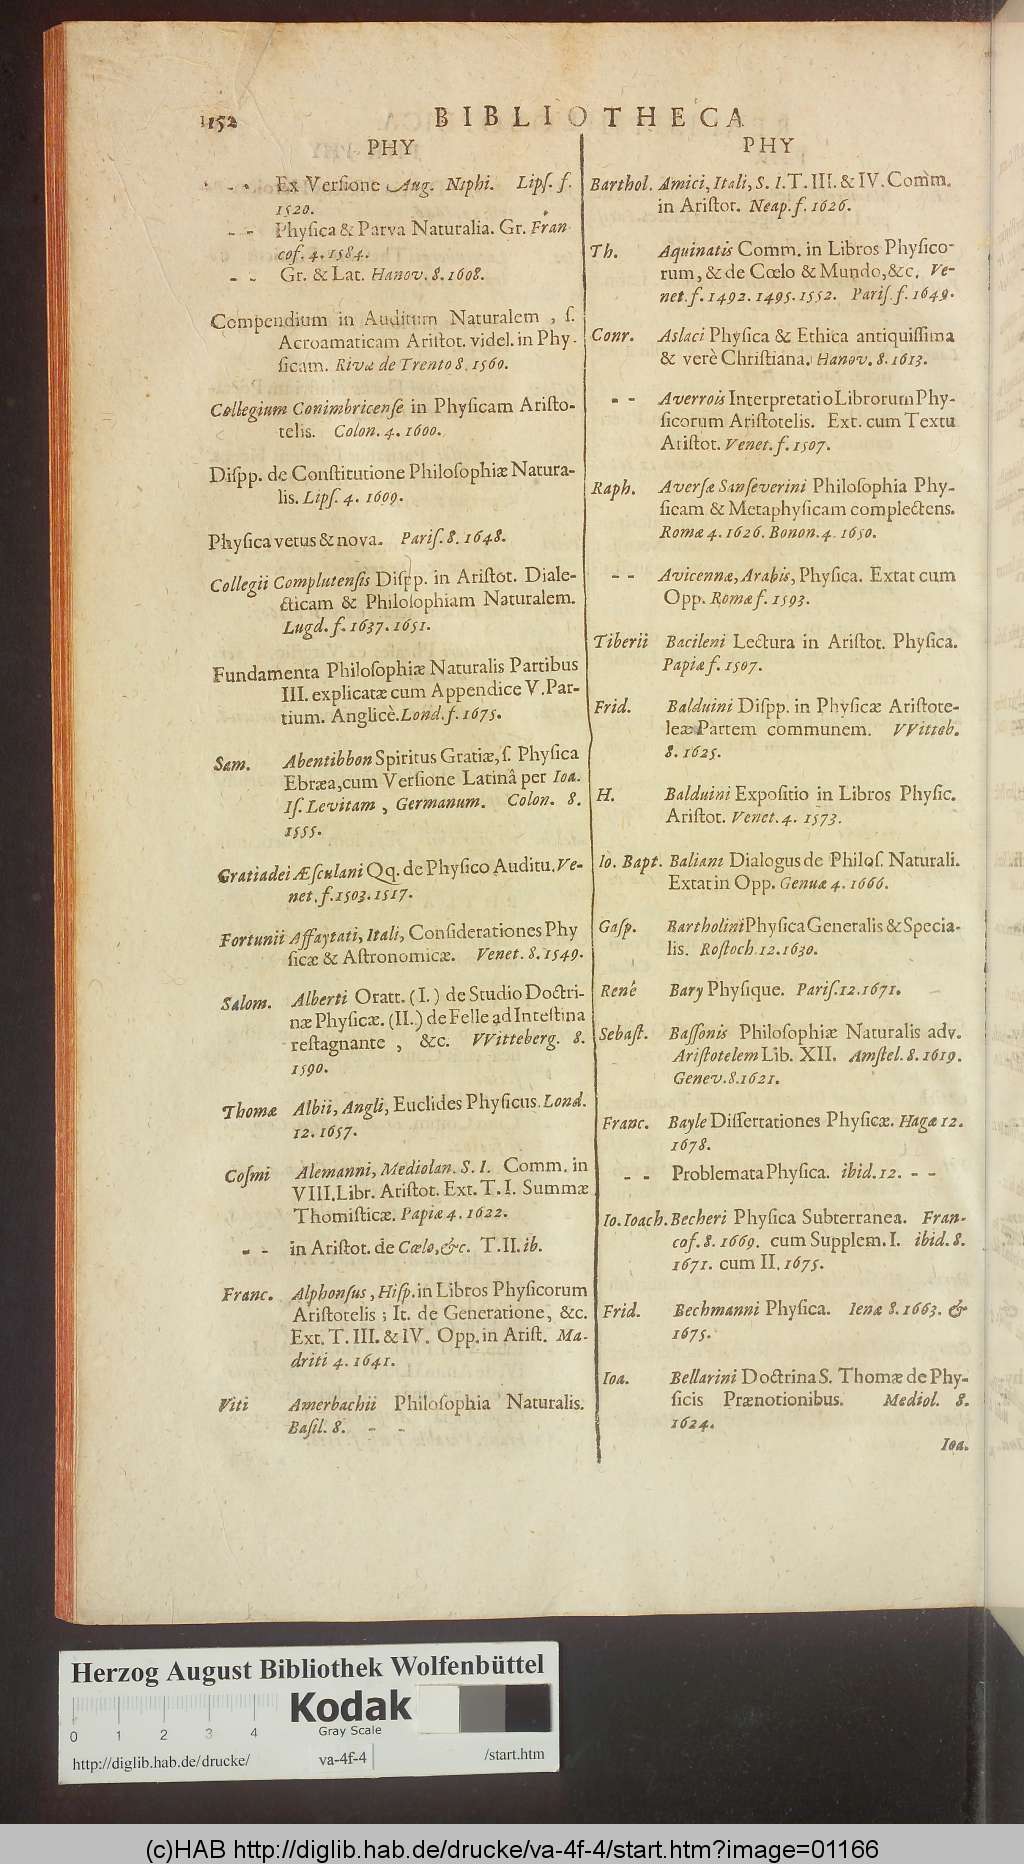 1152 BIBLIOTHECA
PHY
- - Ex Versione Aug. Niphi. Lipſ. f.
1520.
- - Phyſica & Parva Naturalia. Gr. Fran
cof. 4. 1584.
- - Gr. & Lat. Hanov. 8. 1608.
Compendium in Auditum Naturalem, ſ.
Acroamaticam Ariſtot. videl. in Phy-
ſicam. Rivæ de Trento 8. 1560.
Collegium Conimbricenſe in Phyſicam Ariſto-
telis. Colon. 4. 1600.
Diſpp. de Conſtitutione Philoſophiæ Natura-
lis. Lipſ. 4. 1609.
Phyſica vetus & nova. Pariſ. 8. 1648.
Collegii Complutenſis Diſpp. in Ariſtot. Diale-
cticam & Philoſophiam Naturalem.
Lugd. f. 1637. 1651.
Fundamenta Philoſophiæ Naturalis Partibus
III. explicatæ cum Appendice V. Par-
tium. Anglicè. Lond. f. 1675.
Sam. Abentibbon Spiritus Gratiæ, ſ. Phyſica
Ebræa, cum Verſione Latinâ per Ioa.
Iſ. Levitam, Germanum. Colon. 8.
1555.
Gratiadei Æſculani Qq. de Phyſico Auditu. Ve-
net. f. 1503. 1517.
Fortunii Affaytati, Itali, Conſiderationes Phy
ſicæ & Aſtronomicæ. Venet. 8. 1549.
Salom. Alberti Oratt. (I.) de Studio Doctri-
næ Phyſicæ. (II.) de Felle ad Inteſtina
reſtagnante, &c. VVitteberg. 8.
1590.
Thomæ Albii, Angli, Euclides Phyſicus. Lond.
12. 1657.
Coſmi Alemanni, Mediolan. S. I. Comm. in
VIII. Libr. Ariſtot. Ext. T. I. Summæ
Thomiſticæ. Papiæ 4. 1622.
- - in Ariſtot. de Cœlo, &c. T. II. ib.
Franc. Alphonſus, Hiſp. in Libros Phyſicorum
Ariſtotelis; It. de Generatione, &c.
Ext. T. III. & IV. Opp. in Ariſt. Ma-
driti 4. 1641.
Viti Amerbachii Philoſophia Naturalis.
Baſil. 8. - -
PHY
Barthol. Amici, Itali, S. I. T. III. & IV. Comm.
in Ariſtot. Neap. f. 1626.
Th. Aquinatis Comm. in Libros Phyſico-
rum, & de Cœlo & Mundo, &c. Ve-
net. f. 1492. 1495. 1552. Pariſ. f. 1649.
Conr. Aslaci Phyſica & Ethica antiquiſſima
& verè Chriſtiana. Hanov. 8. 1613.
- - Averrois Interpretatio Librorum Phy-
ſicorum Ariſtotelis. Ext. cum Textu
Ariſtot. Venet. f. 1507.
Raph. Averſæ Sanſeverini Philoſophia Phy-
ſicam & Metaphyſicam complectens.
Romæ 4. 1626. Bonon. 4. 1650.
- - Avicennæ, Arabis, Phyſica. Extat cum
Opp. Romæ f. 1593.
Tiberii Bacileni Lectura in Ariſtot. Phyſica.
Papiæ f. 1507.
Frid. Balduini Diſpp. in Phyſicæ Ariſtote-
leæ Partem communem. VVitteb.
8. 1625.
H. Balduini Expoſitio in Libros Phyſic.
Ariſtot. Venet. 4. 1573.
Io. Bapt. Baliani Dialogus de Philoſ. Naturali.
Extat in Opp. Genuæ 4. 1666.
Gaſp. Bartholini Phyſica Generalis & Specia-
lis. Roſtoch. 12. 1630.
René Bary Phyſique. Pariſ. 12. 1671.
Sebaſt. Baſſonis Philoſophiæ Naturalis adv.
Ariſtotelem Lib. XII. Amſtel. 8. 1619.
Genev. 8. 1621.
Franc. Bayle Diſſertationes Phyſicæ. Hagæ 12.
1678.
- - Problemata Phyſica. ibid. 12. - -
Io. Ioach. Becheri Phyſica Subterranea. Fran-
cof. 8. 1669. cum Supplem. I. ibid. 8.
1671. cum II. 1675.
Frid. Bechmanni Phyſica. Ienæ 8. 1663. &
1675.
Ioa. Bellarini Doctrina S. Thomæ de Phy-
ſicis Prænotionibus. Mediol. 8.
1624.
Ioa.
Herzog August Bibliothek Wolfenbüttel
Kodak
Gray Scale
0 1 2 3 4
http://diglib.hab.de/drucke/ va-4f-4 /start.htm
(c)HAB http://diglib.hab.de/drucke/va-4f-4/start.htm?image=01166